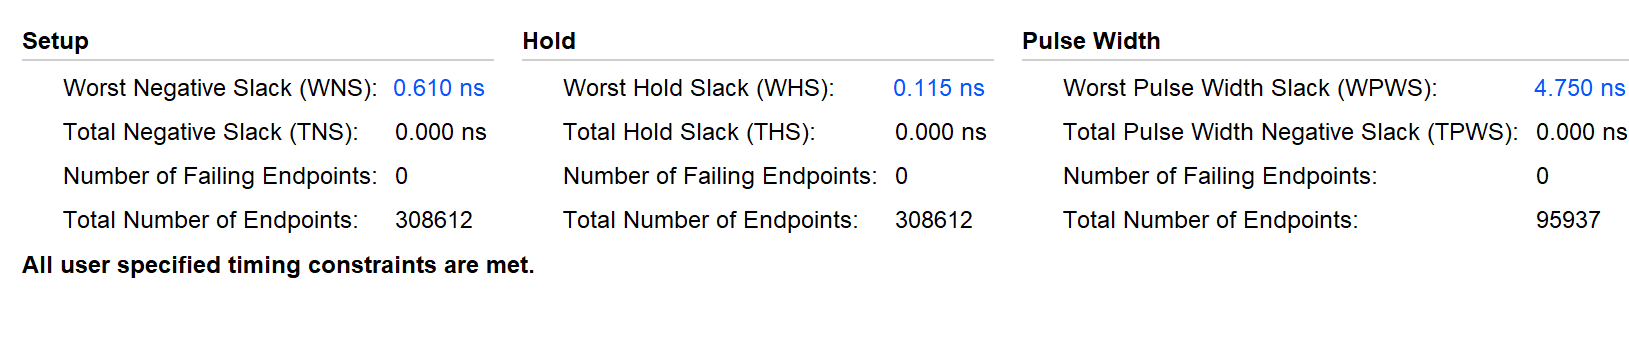 Setup
Worst Negative Slack (WNS): 0.610 ns
Total Negative Slack (TNS): 0.000 ns
Number of Failing Endpoints: 0
Total Number of Endpoints: 308612
Hold
Worst Hold Slack (WHS): 0.115 ns
Total Hold Slack (THS): 0.000 ns
Number of Failing Endpoints: 0
Total Number of Endpoints: 308612
Pulse Width
Worst Pulse Width Slack (WPWS): 4.750 ns
Total Pulse Width Negative Slack (TPWS): 0.000 ns
Number of Failing Endpoints: 0
Total Number of Endpoints: 95937
All user specified timing constraints are met.